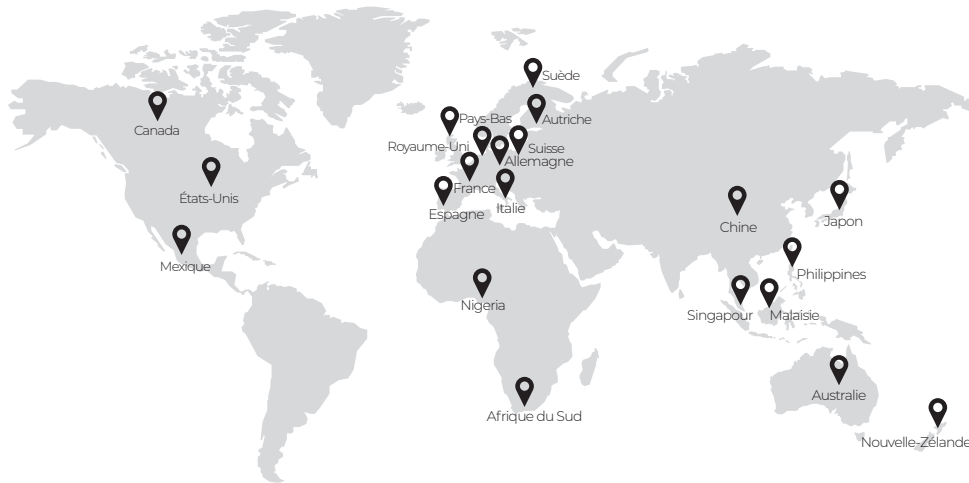 Suède
Pays-Bas
Autriche
Canada
Royaume-Uni
Suisse
Allemagne
France
États-Unis
Italie
Espagne
Japon
Chine
Mexique
Philippines
Nigeria
Singapour
Malaisie
Australie
Afrique du Sud
Nouvelle-Zélande